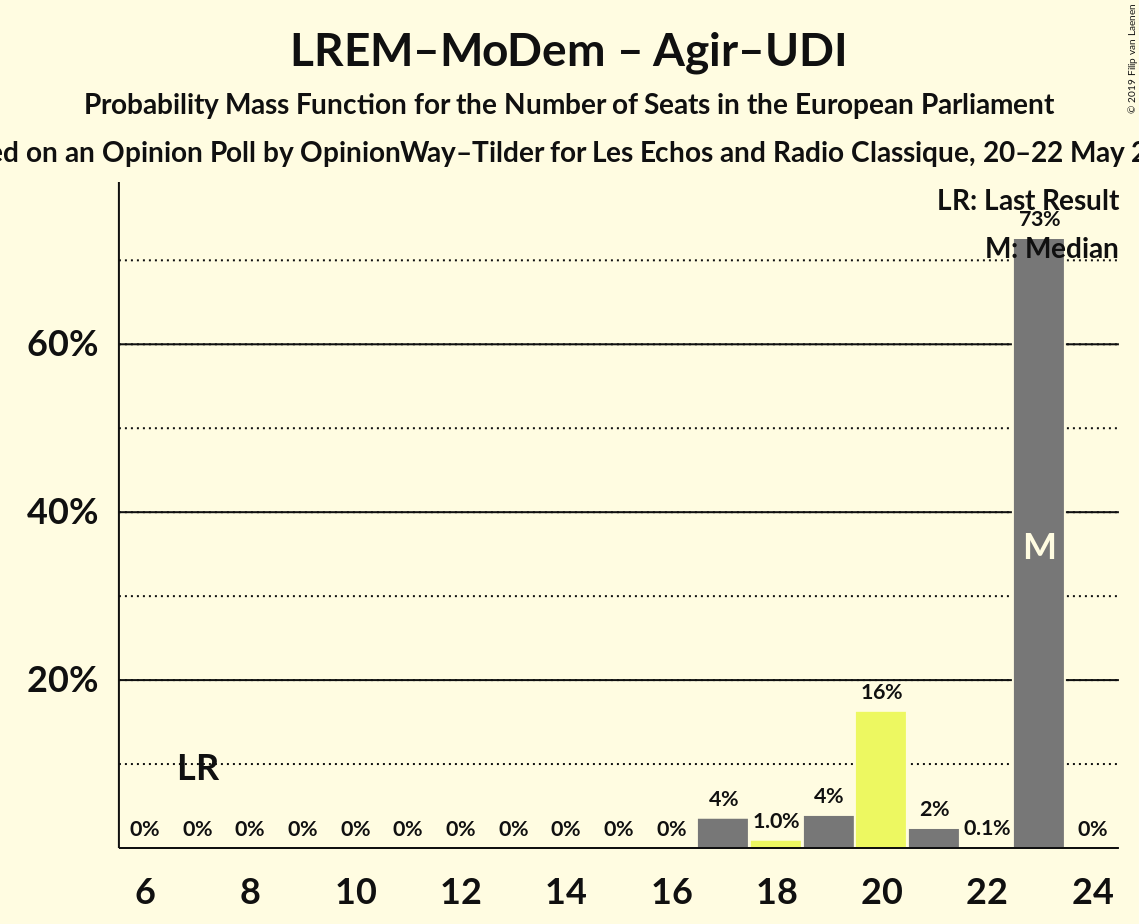 LREM–MoDem – Agir–UDI
Probability Mass Function for the Number of Seats in the European Parliament
on an Opinion Poll by OpinionWay–Tilder for Les Echos and Radio Classique, 20–22 May
© 2019 Filip van Laenen
LR: Last Result
73%
M: Median
60%
40%
M
20%
16%
LR
4%
4%
2%
1.0%
0.1%
0% 0% 0% 0% 0% 0% 0% 0% 0% 0% 0% 0%
6 8 10 12 14 16 18 20 22 24